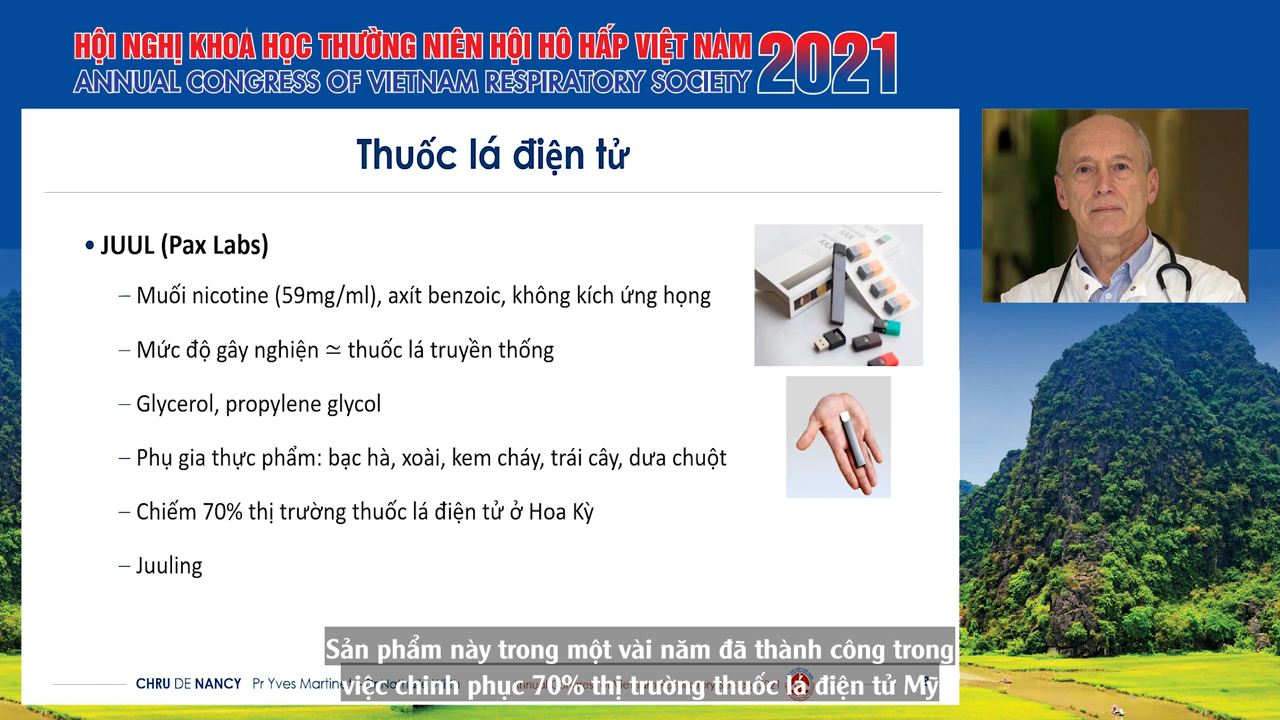 HỘI NGHỊ KHOA HỌC THƯỜNG NIÊN HỘI HÔ HẤP VIỆT NAM
ANNUAL CONGRESS OF VIETNAM RESPIRATORY SOCIETY
2021
Thuốc lá điện tử
• JUUL (Pax Labs)
– Muối nicotine (59mg/ml), axít benzoic, không kích ứng họng
– Mức độ gây nghiện ≃ thuốc lá truyền thống
– Glycerol, propylene glycol
– Phụ gia thực phẩm: bạc hà, xoài, kem cháy, trái cây, dưa chuột
– Chiếm 70% thị trường thuốc lá điện tử ở Hoa Kỳ
– Juuling
Sản phẩm này trong một vài năm đã thành công trong
việc chinh phục 70% thị trường thuốc lá điện tử Mỹ
CHRU DE NANCY Pr Yves Martine